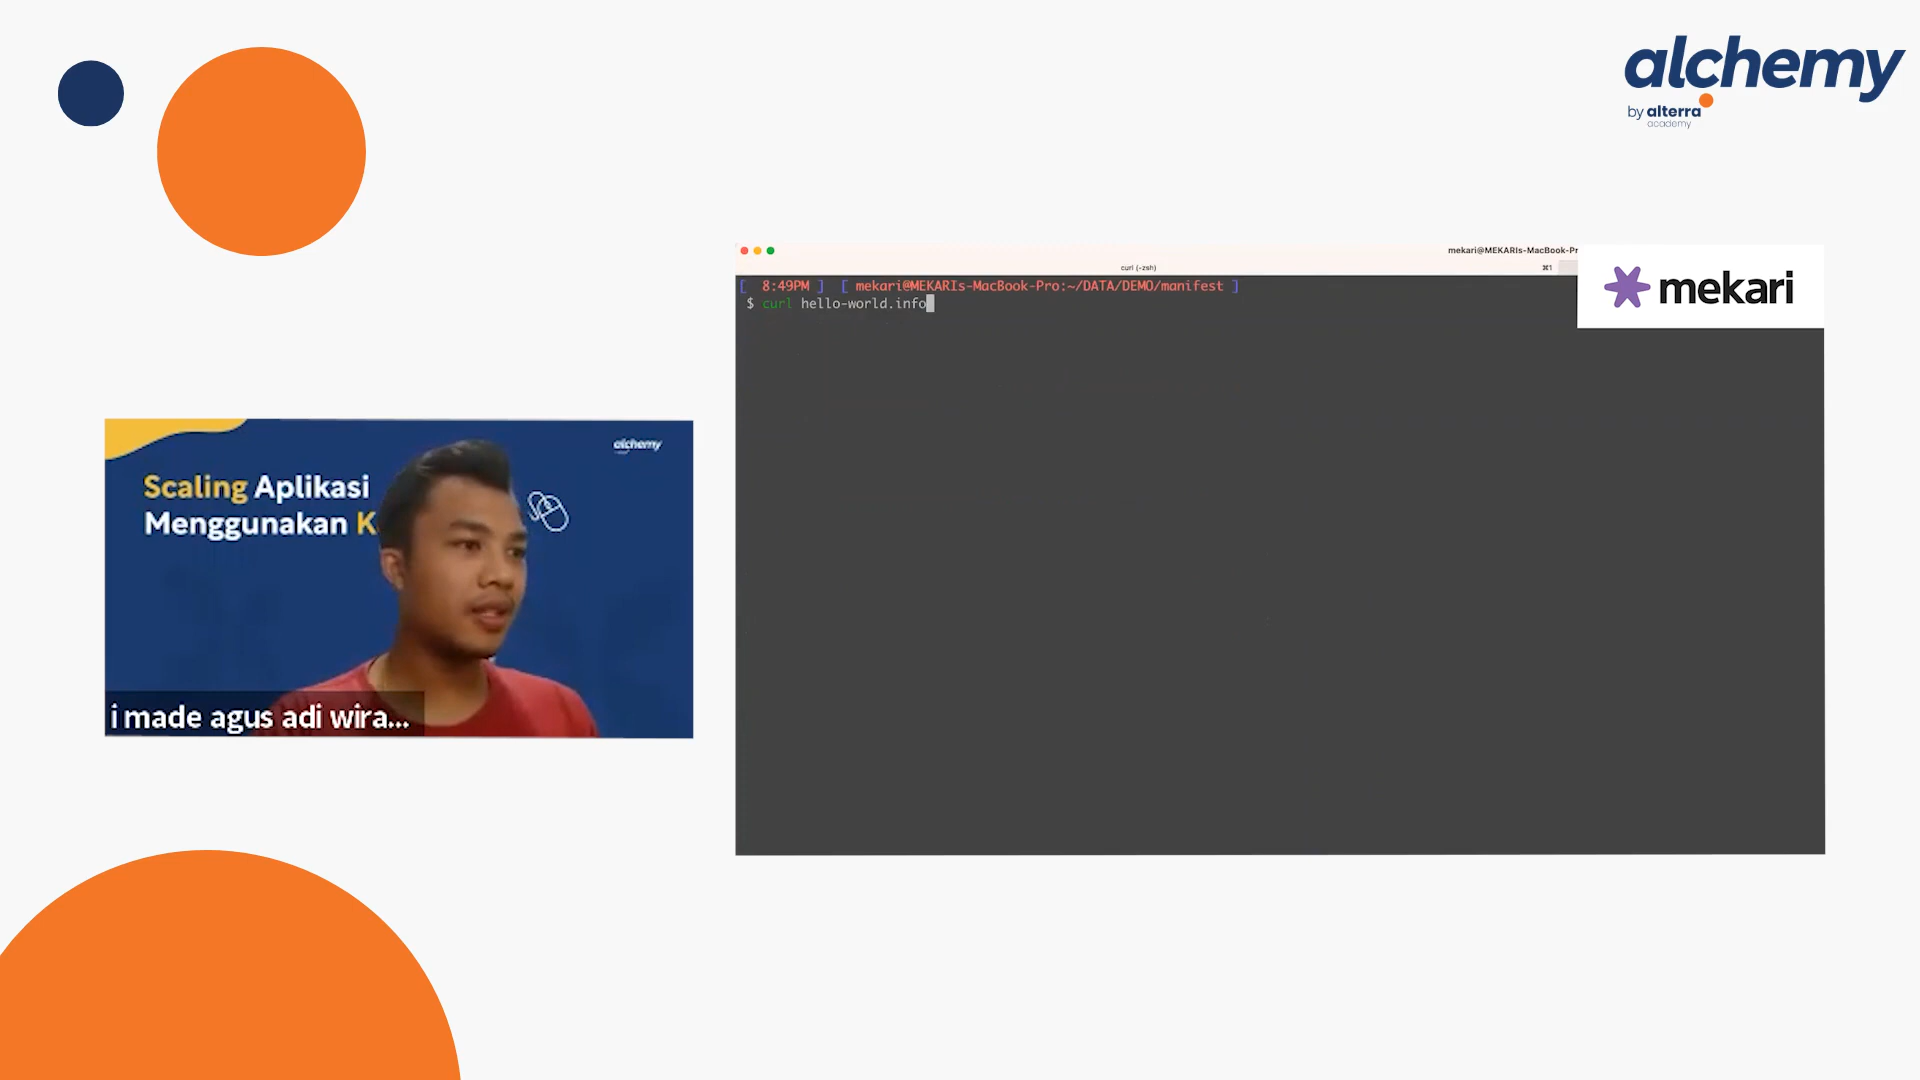 alchemy
by alterra
academy
mekari@MEKARIs-MacBook-Pr
curl (-zsh)
⌘1
[ 8:49PM ] [ mekari@MEKARIs-MacBook-Pro:~/DATA/DEMO/manifest ]
$ curl hello-world.info
mekari
alchemy
Scaling Aplikasi
Menggunakan K
i made agus adi wira...